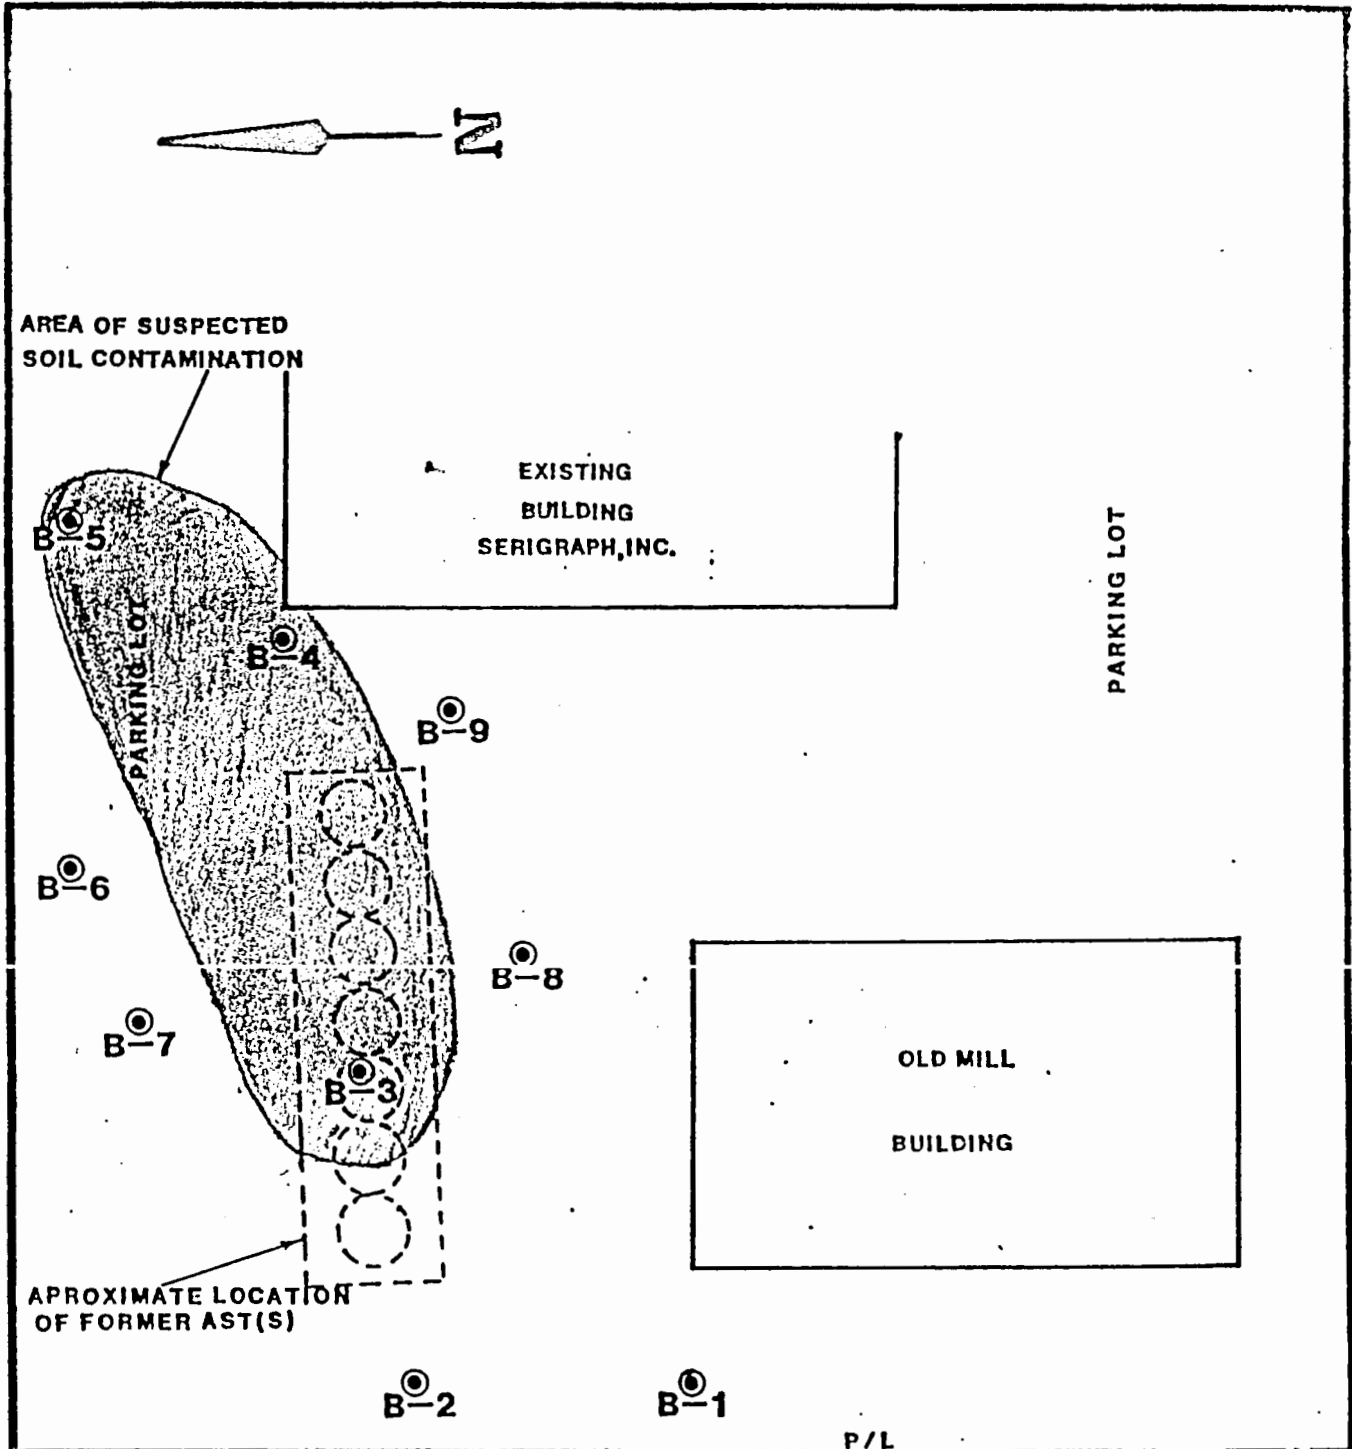 N
AREA OF SUSPECTED
SOIL CONTAMINATION
EXISTING
BUILDING
SERIGRAPH,INC.
PARKING LOT
B-5
PARKING LOT
B-4
B-9
B-6
B-8
B-7
B-3
OLD MILL
BUILDING
APROXIMATE LOCATION
OF FORMER AST(S)
B-2
B-1
P/L